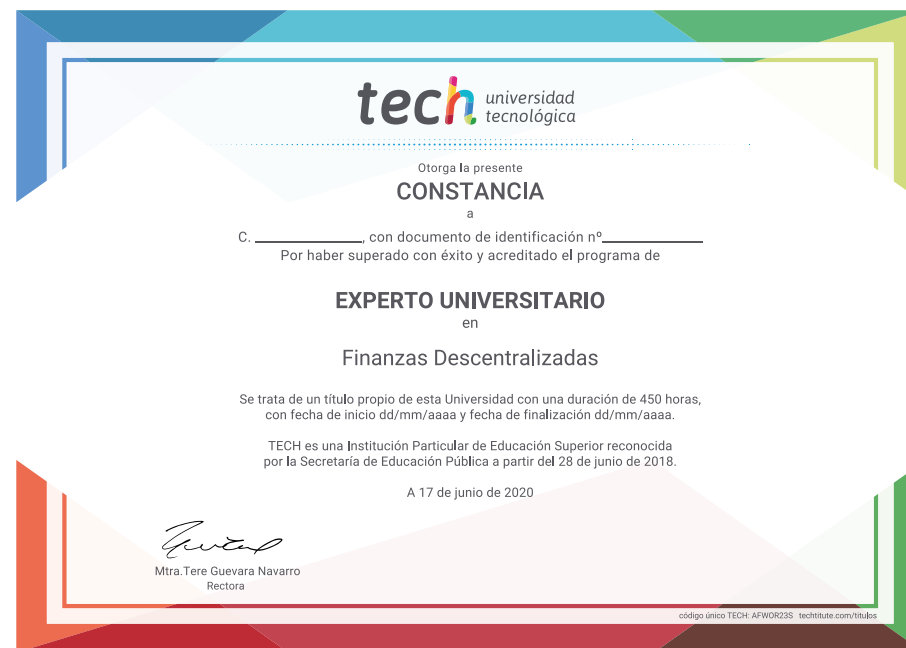 tech universidad
tecnológica
Otorga la presente
CONSTANCIA
a
C. ______________, con documento de identificación nº______________
Por haber superado con éxito y acreditado el programa de
EXPERTO UNIVERSITARIO
en
Finanzas Descentralizadas
Se trata de un título propio de esta Universidad con una duración de 450 horas,
con fecha de inicio dd/mm/aaaa y fecha de finalización dd/mm/aaaa.
TECH es una Institución Particular de Educación Superior reconocida
por la Secretaría de Educación Pública a partir del 28 de junio de 2018.
A 17 de junio de 2020
Mtra.Tere Guevara Navarro
Rectora
código único TECH: AFWOR23S techtitute.com/titulos